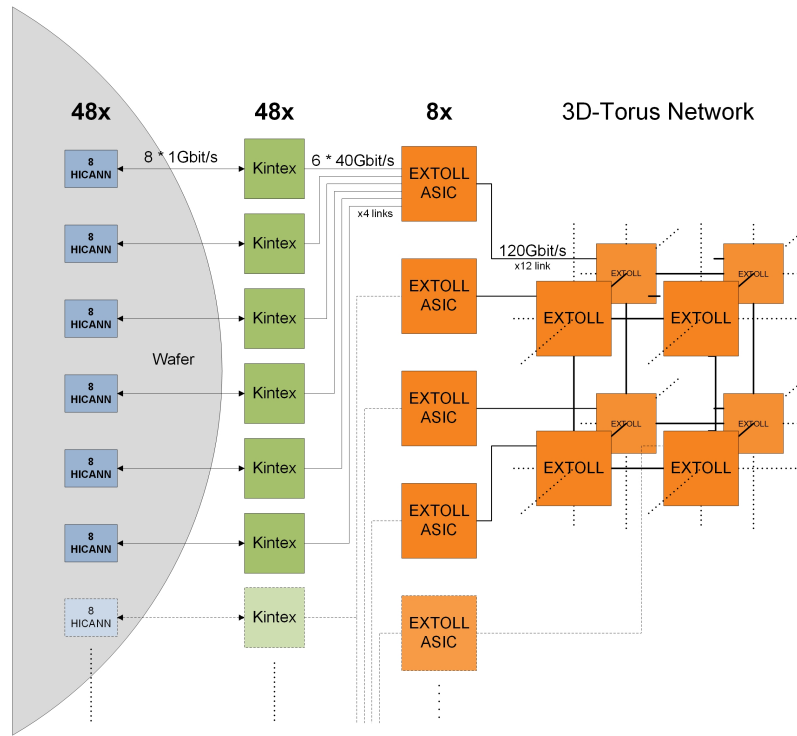 48x
48x
8x
3D-Torus Network
8
HICANN
8 * 1Gbit/s
Kintex
6 * 40Gbit/s
EXTOLL
ASIC
x4 links
8
HICANN
Kintex
120Gbit/s
x12 link
EXTOLL
EXTOLL
EXTOLL
ASIC
8
HICANN
Kintex
EXTOLL
EXTOLL
Wafer
8
HICANN
Kintex
EXTOLL
ASIC
EXTOLL
EXTOLL
8
HICANN
Kintex
EXTOLL
EXTOLL
8
HICANN
Kintex
EXTOLL
ASIC
8
HICANN
Kintex
EXTOLL
ASIC